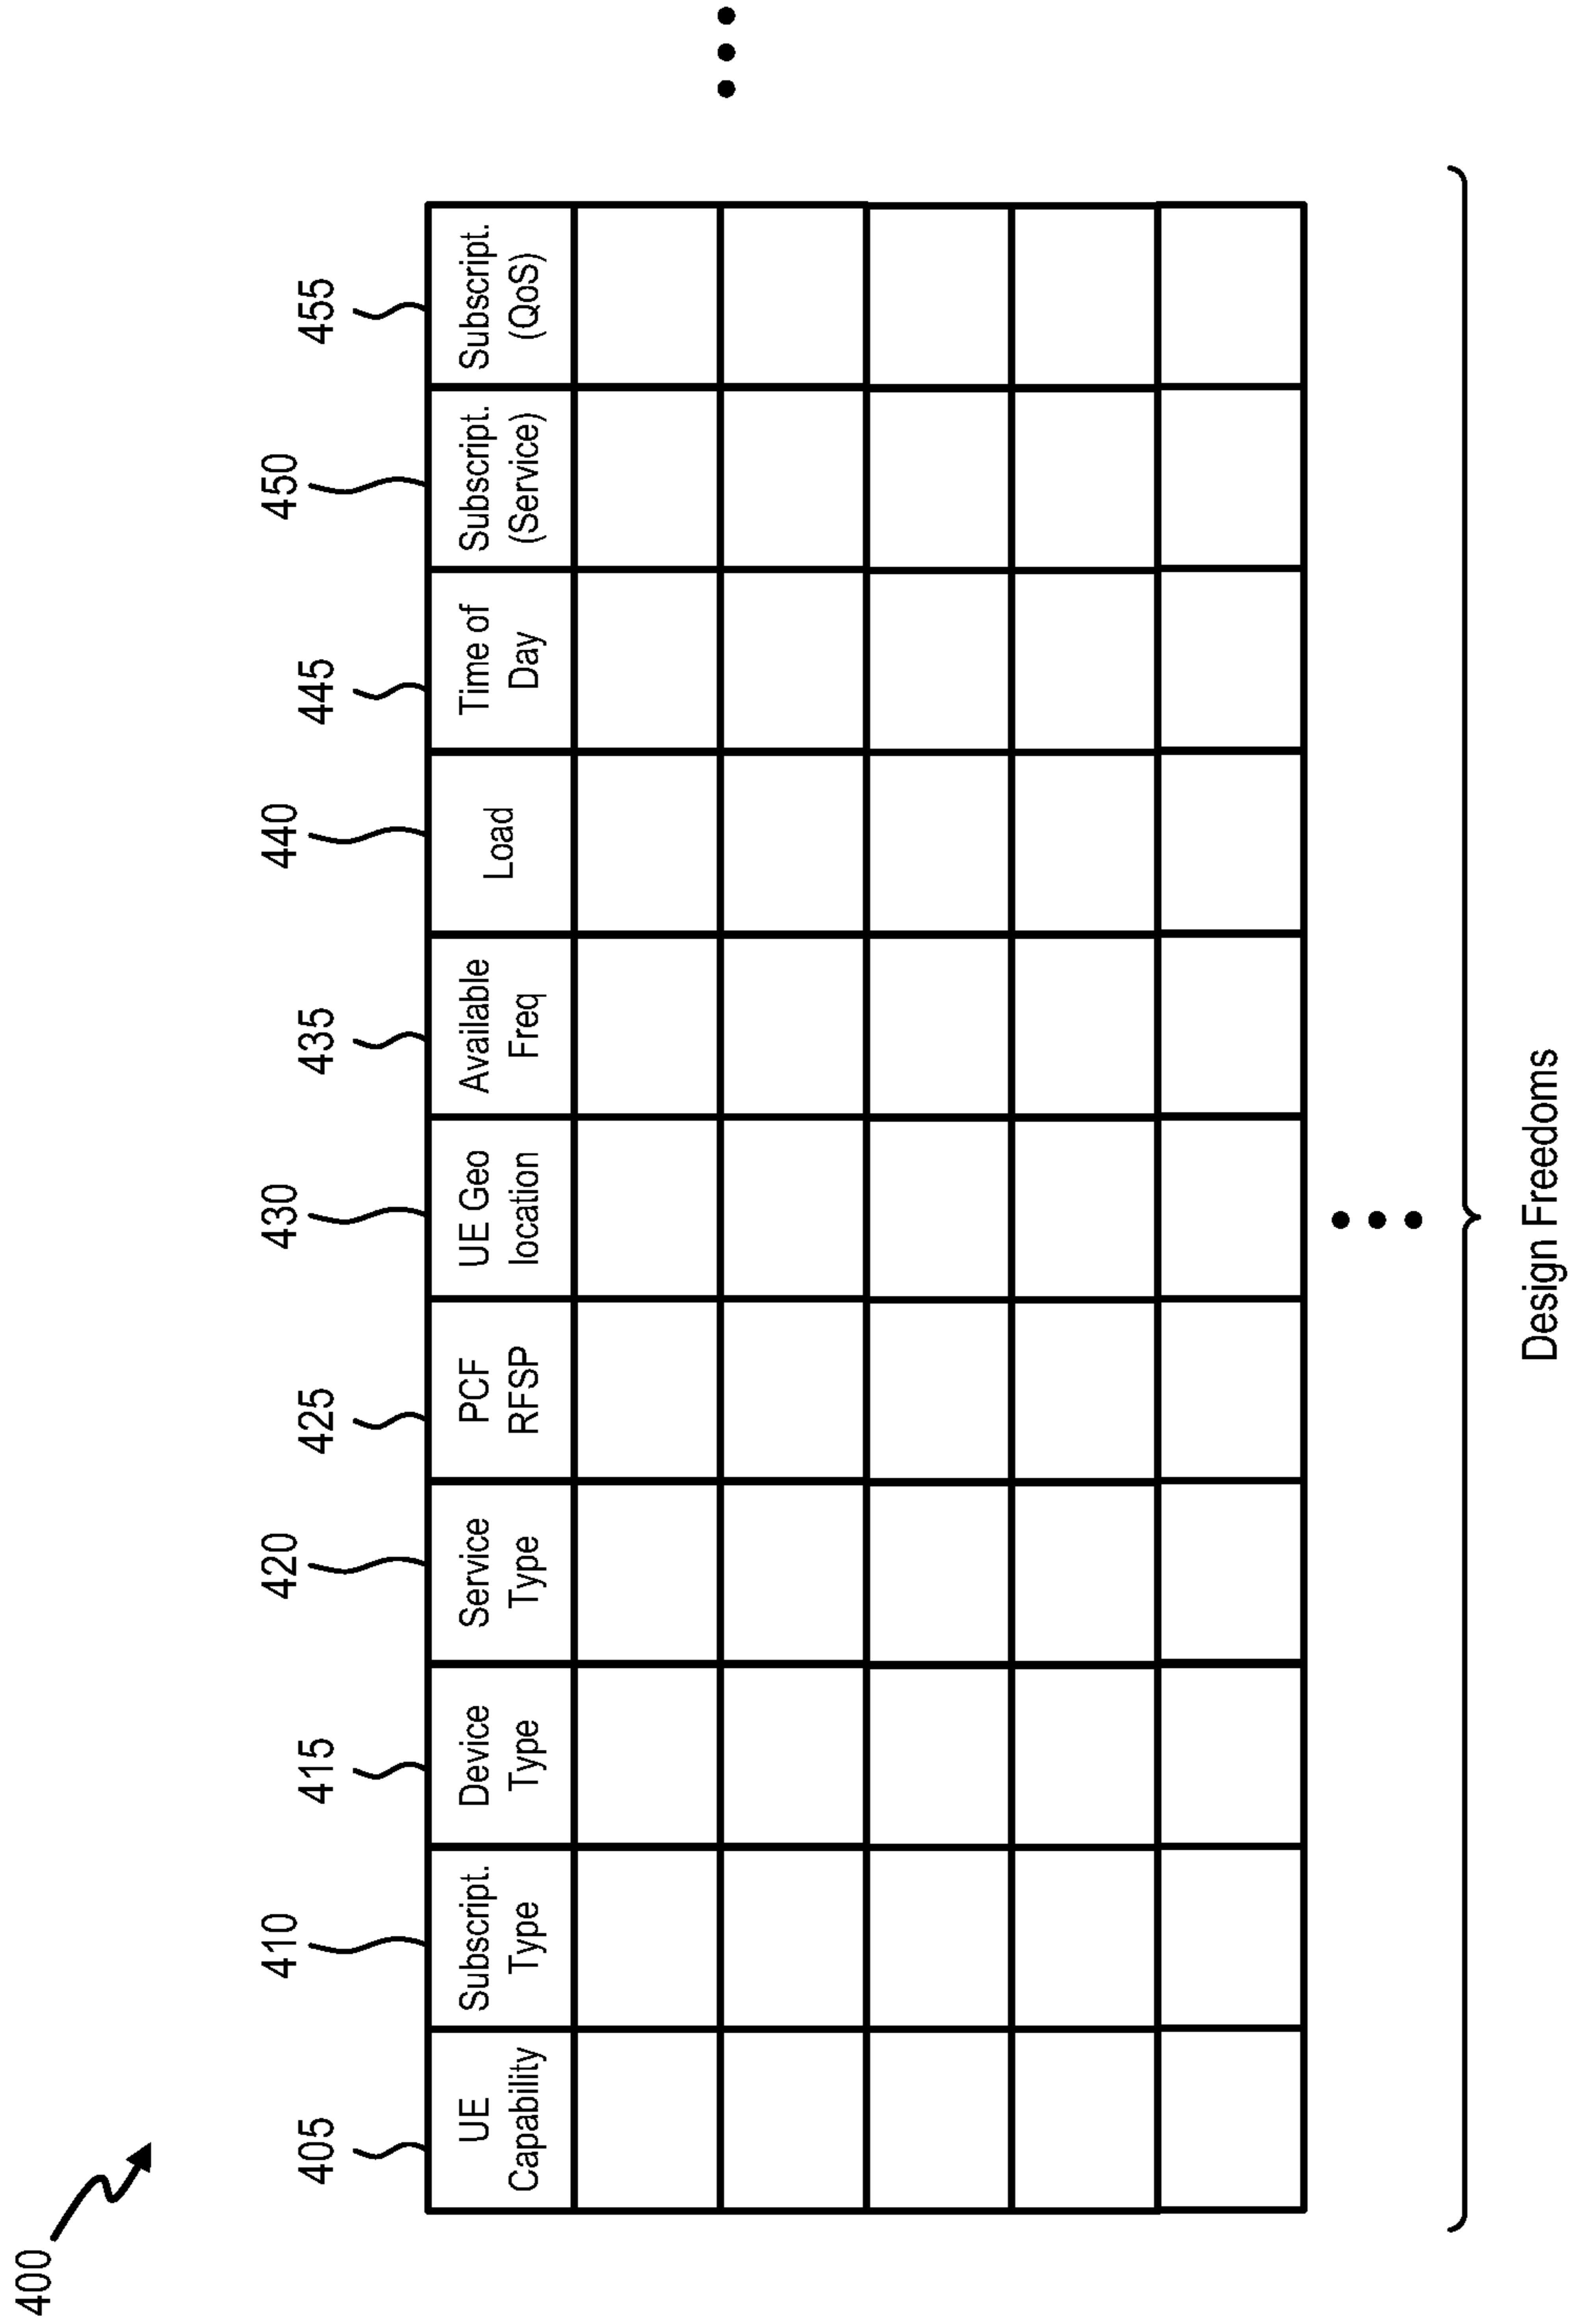 400
405
410
415
420
425
430
435
440
445
450
455
UE
Capability
Subscript.
Type
Device
Type
Service
Type
PCF
RFSP
UE Geo
location
Available
Freq
Load
Time of
Day
Subscript.
(Service)
Subscript.
(QoS)
Design Freedoms